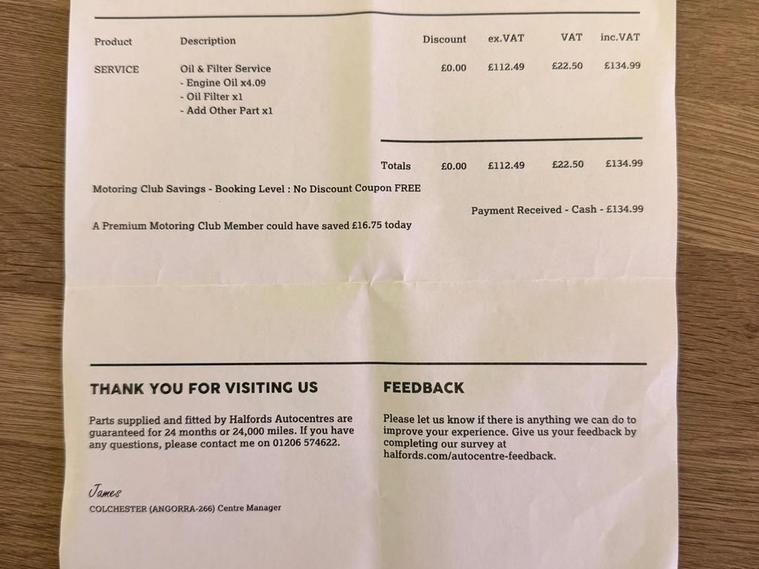 Product Description Discount ex.VAT VAT inc.VAT
SERVICE Oil & Filter Service £0.00 £112.49 £22.50 £134.99
- Engine Oil x4.09
- Oil Filter x1
- Add Other Part x1
Totals £0.00 £112.49 £22.50 £134.99
Motoring Club Savings - Booking Level : No Discount Coupon FREE
Payment Received - Cash - £134.99
A Premium Motoring Club Member could have saved £16.75 today
THANK YOU FOR VISITING US
Parts supplied and fitted by Halfords Autocentres are
guaranteed for 24 months or 24,000 miles. If you have
any questions, please contact me on 01206 574622.
James
COLCHESTER (ANGORRA-266) Centre Manager
FEEDBACK
Please let us know if there is anything we can do to
improve your experience. Give us your feedback by
completing our survey at
halfords.com/autocentre-feedback.